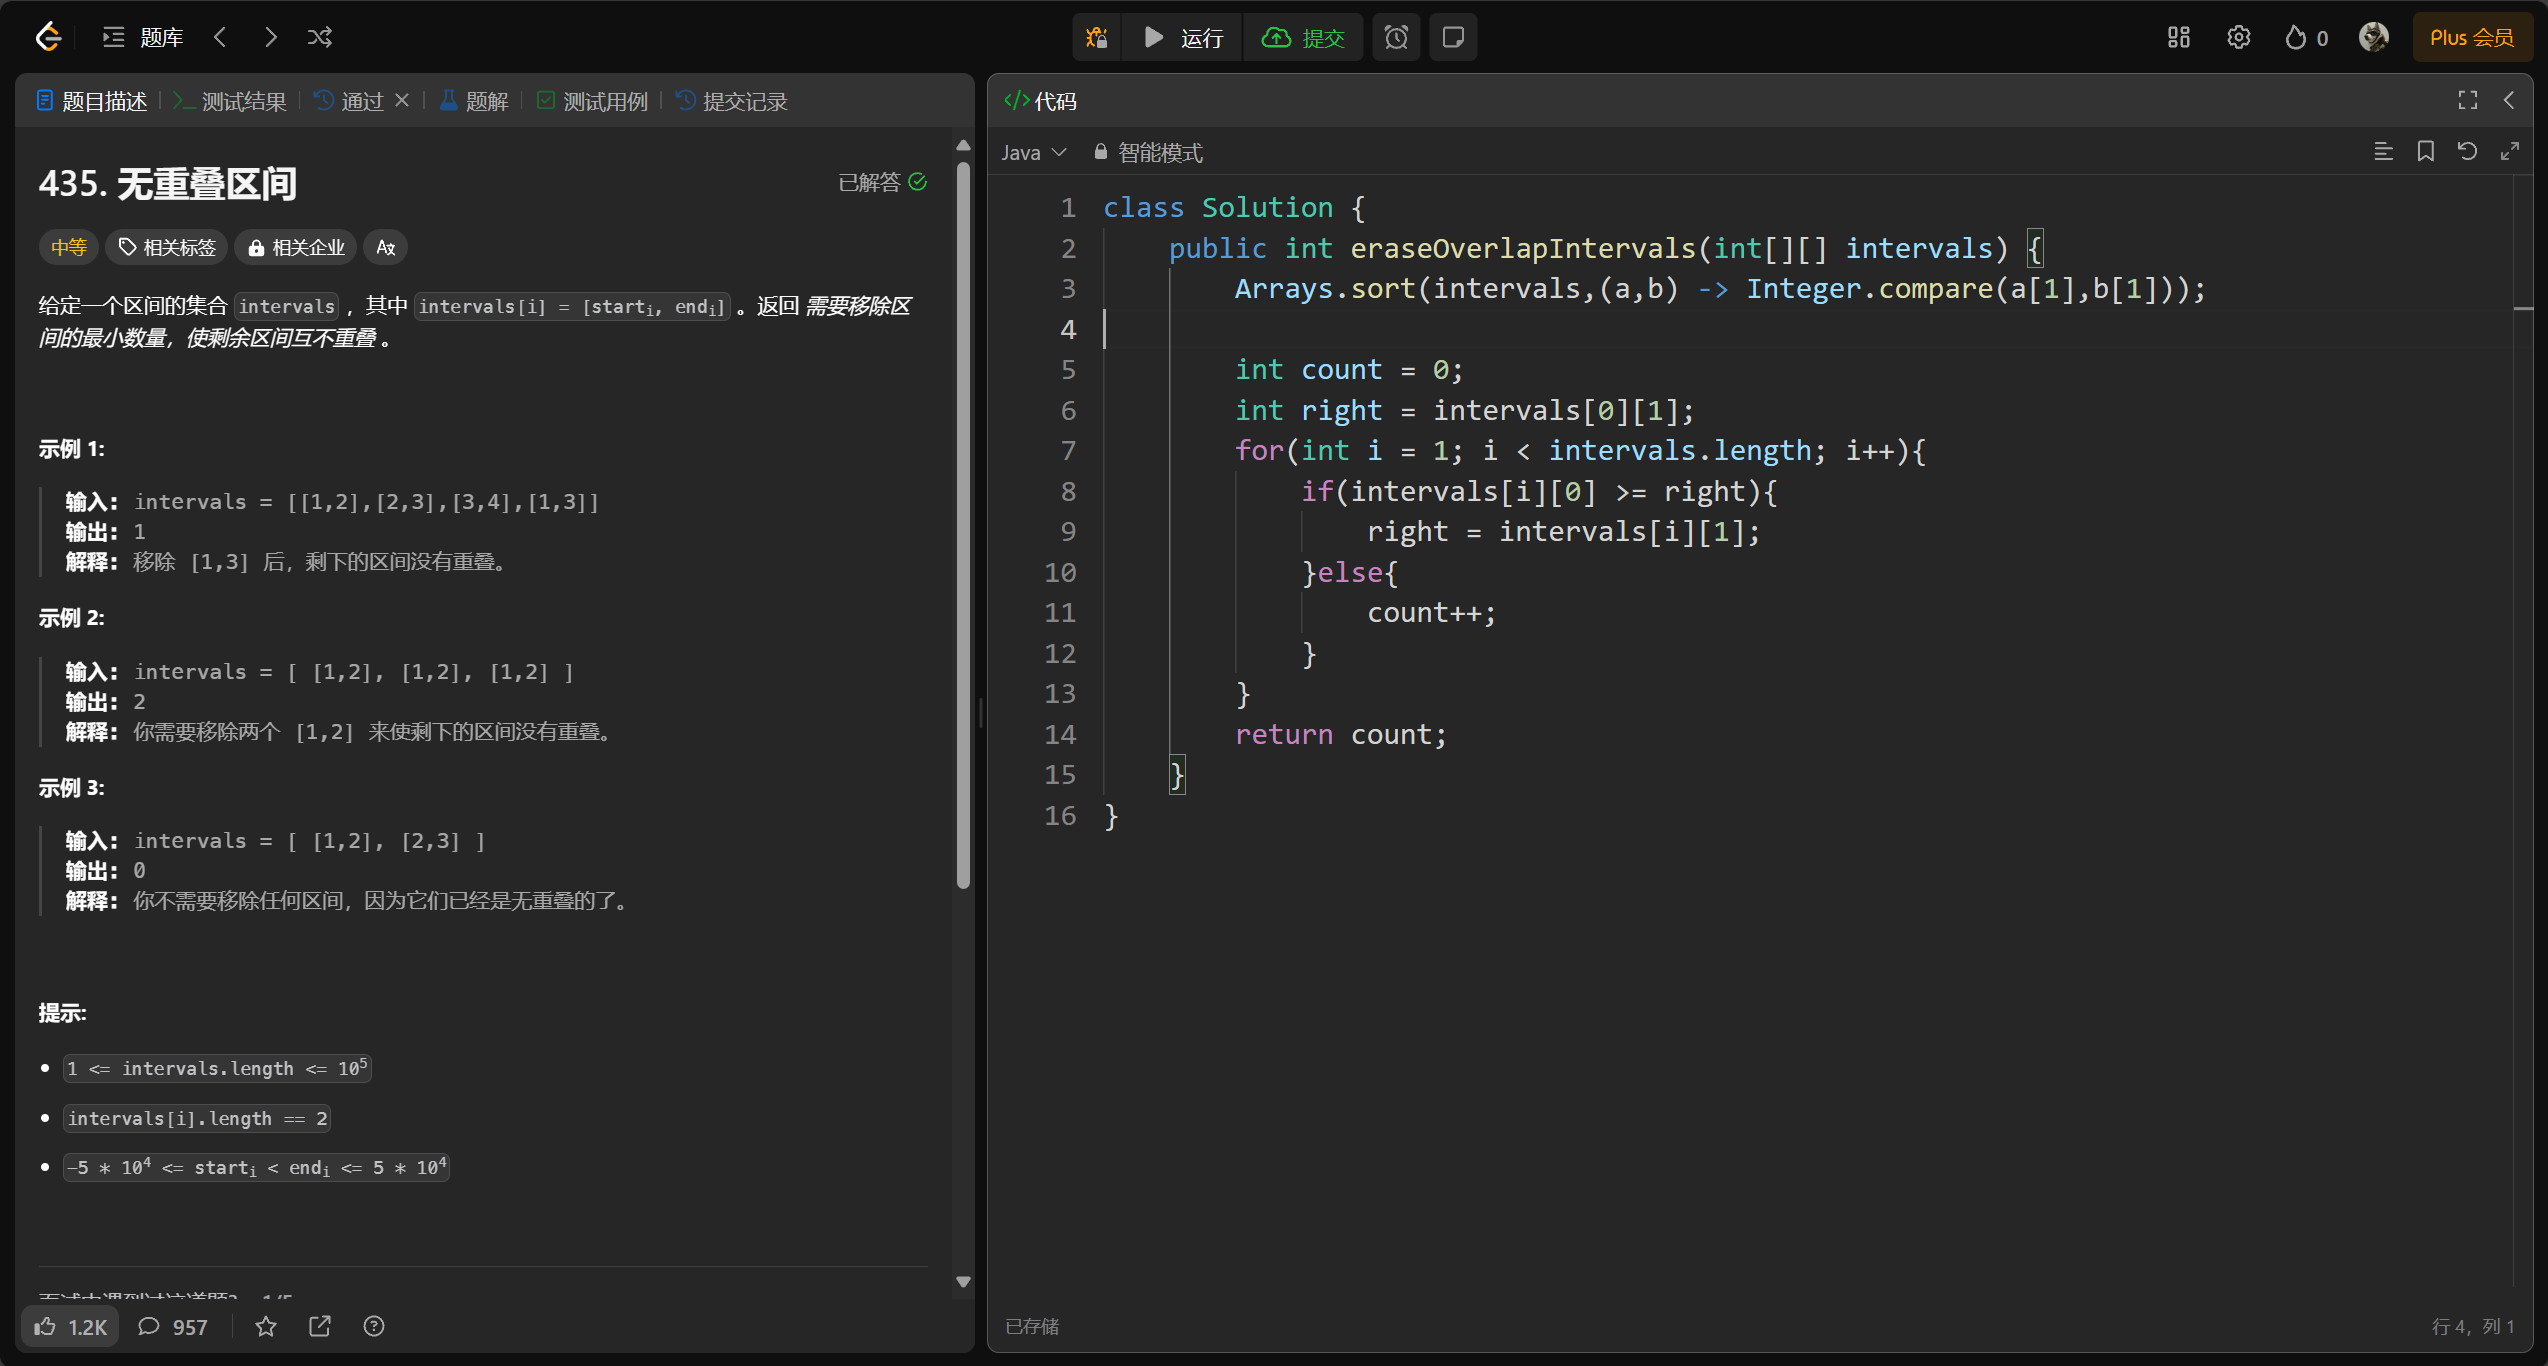 题库
运行
提交
0
Plus 会员
题目描述
测试结果
通过
题解
测试用例
提交记录
435. 无重叠区间
已解答
中等
相关标签
相关企业
给定一个区间的集合 intervals ，其中 intervals[i] = [starti, endi] 。返回 需要移除区
间的最小数量，使剩余区间互不重叠 。
示例 1:
输入: intervals = [[1,2],[2,3],[3,4],[1,3]]
输出: 1
解释: 移除 [1,3] 后，剩下的区间没有重叠。
示例 2:
输入: intervals = [ [1,2], [1,2], [1,2] ]
输出: 2
解释: 你需要移除两个 [1,2] 来使剩下的区间没有重叠。
示例 3:
输入: intervals = [ [1,2], [2,3] ]
输出: 0
解释: 你不需要移除任何区间，因为它们已经是无重叠的了。
提示:
1 <= intervals.length <= 10^5
intervals[i].length == 2
-5 * 10^4 <= starti < endi <= 5 * 10^4
1.2K
957
</> 代码
Java
智能模式
1 class Solution {
2     public int eraseOverlapIntervals(int[][] intervals) {
3         Arrays.sort(intervals,(a,b) -> Integer.compare(a[1],b[1]));
4
5         int count = 0;
6         int right = intervals[0][1];
7         for(int i = 1; i < intervals.length; i++){
8             if(intervals[i][0] >= right){
9                 right = intervals[i][1];
10             }else{
11                 count++;
12             }
13         }
14         return count;
15     }
16 }
已存储
行 4，列 1